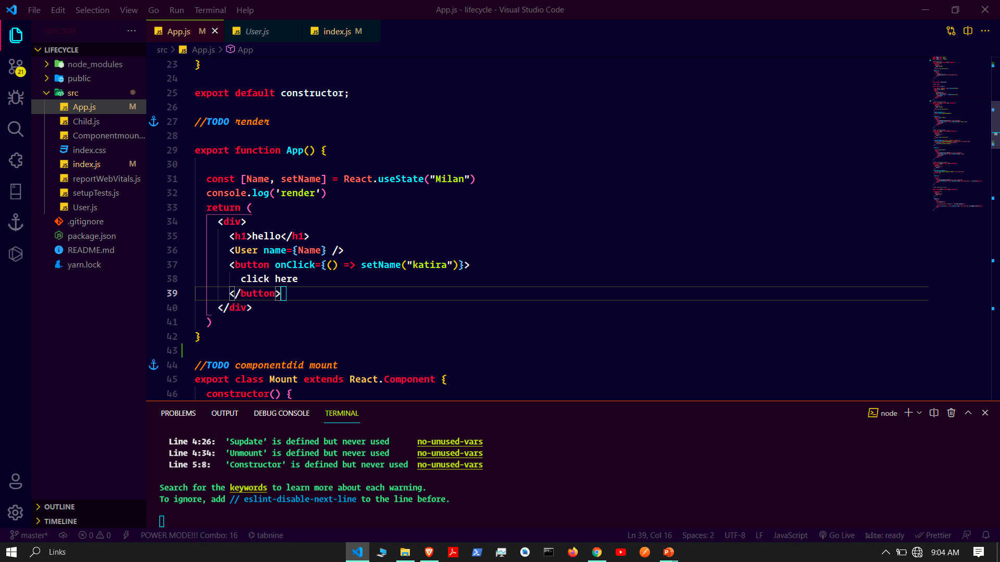 File Edit Selection View Go Run Terminal Help
App.js - lifecycle - Visual Studio Code
EXPLORER
App.js M
User.js
index.js M
LIFECYCLE
src > App.js > App
node_modules
public
src
App.js M
Child.js
Componentmoun...
index.css
index.js M
reportWebVitals.js
setupTests.js
User.js
.gitignore
package.json
README.md
yarn.lock
OUTLINE
TIMELINE
21
23 }
24
25 export default constructor;
26
27 //TODO render
28
29 export function App() {
30
31 const [Name, setName] = React.useState("Milan")
32 console.log('render')
33 return (
34 <div>
35 <h1>hello</h1>
36 <User name={Name} />
37 <button onClick={() => setName("katira")}>
38 click here
39 </button>
40 </div>
41 )
42 }
43
44 //TODO componentdid mount
45 export class Mount extends React.Component {
46 constructor() {
PROBLEMS OUTPUT DEBUG CONSOLE TERMINAL
node
Line 4:26: 'Supdate' is defined but never used no-unused-vars
Line 4:34: 'Unmount' is defined but never used no-unused-vars
Line 5:8: 'Constructor' is defined but never used no-unused-vars
Search for the keywords to learn more about each warning.
To ignore, add // eslint-disable-next-line to the line before.
master* 0 0 POWER MODE!!! Combo: 16 tabnine
Ln 39, Col 16 Spaces: 2 UTF-8 LF JavaScript Go Live kite: ready Prettier
Links
9:04 AM